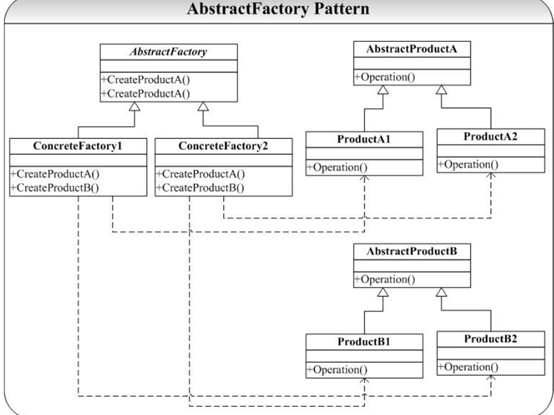 AbstractFactory Pattern
AbstractFactory
+CreateProductA()
+CreateProductA()
ConcreteFactory1
+CreateProductA()
+CreateProductB()
ConcreteFactory2
+CreateProductA()
+CreateProductB()
AbstractProductA
+Operation()
ProductA1
+Operation()
ProductA2
+Operation()
AbstractProductB
+Operation()
ProductB1
+Operation()
ProductB2
+Operation()